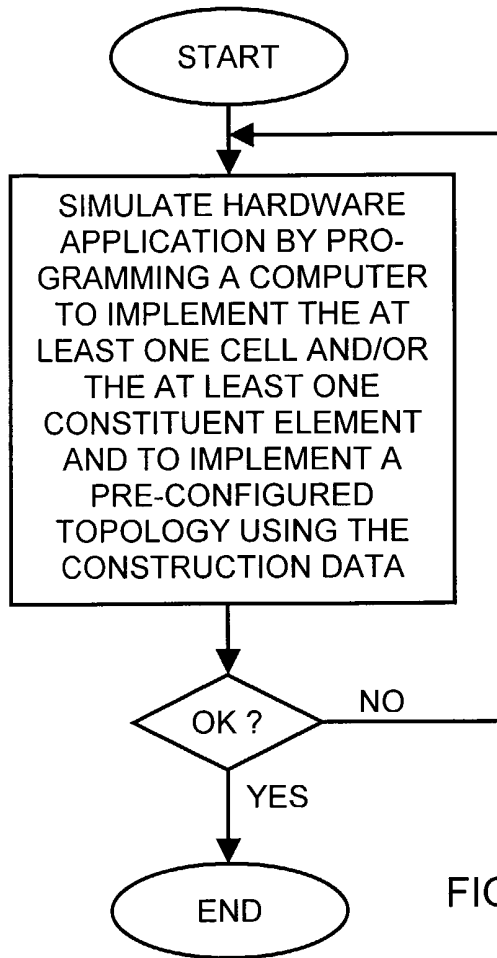 START
SIMULATE HARDWARE
APPLICATION BY PRO-
GRAMMING A COMPUTER
TO IMPLEMENT THE AT
LEAST ONE CELL AND/OR
THE AT LEAST ONE
CONSTITUENT ELEMENT
AND TO IMPLEMENT A
PRE-CONFIGURED
TOPOLOGY USING THE
CONSTRUCTION DATA
OK ?
NO
YES
END